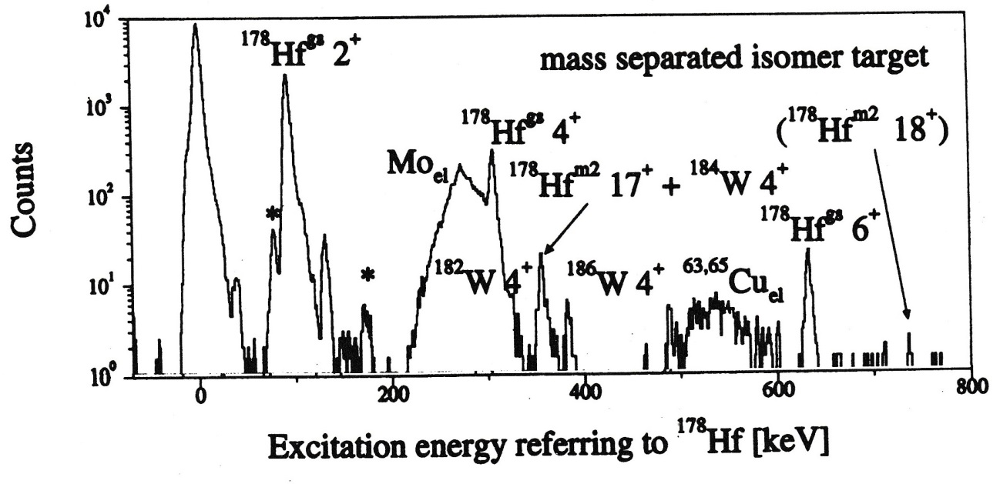 10⁴
¹⁷⁸Hfᵍˢ 2⁺
mass separated isomer target
10³
¹⁷⁸Hfᵍˢ 4⁺
(¹⁷⁸Hfᵐ² 18⁺)
Moₑₗ
¹⁷⁸Hfᵐ² 17⁺ + ¹⁸⁴W 4⁺
Counts
10²
*
¹⁷⁸Hfᵍˢ 6⁺
*
¹⁸²W 4⁺
¹⁸⁶W 4⁺
⁶³,⁶⁵Cuₑₗ
10¹
10⁰
0 200 400 600 800
Excitation energy referring to ¹⁷⁸Hf [keV]